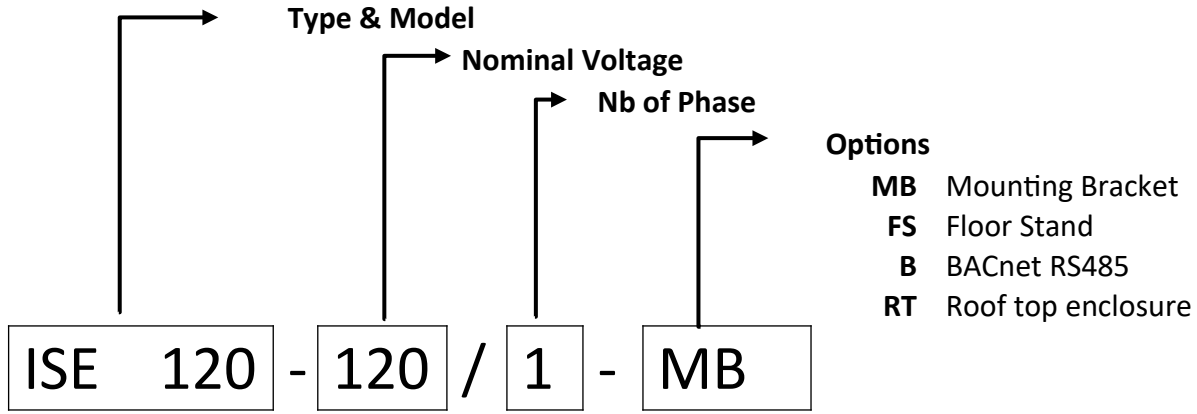 Type & Model
Nominal Voltage
Nb of Phase
Options
MB Mounting Bracket
FS Floor Stand
B BACnet RS485
RT Roof top enclosure
ISE 120 - 120 / 1 - MB